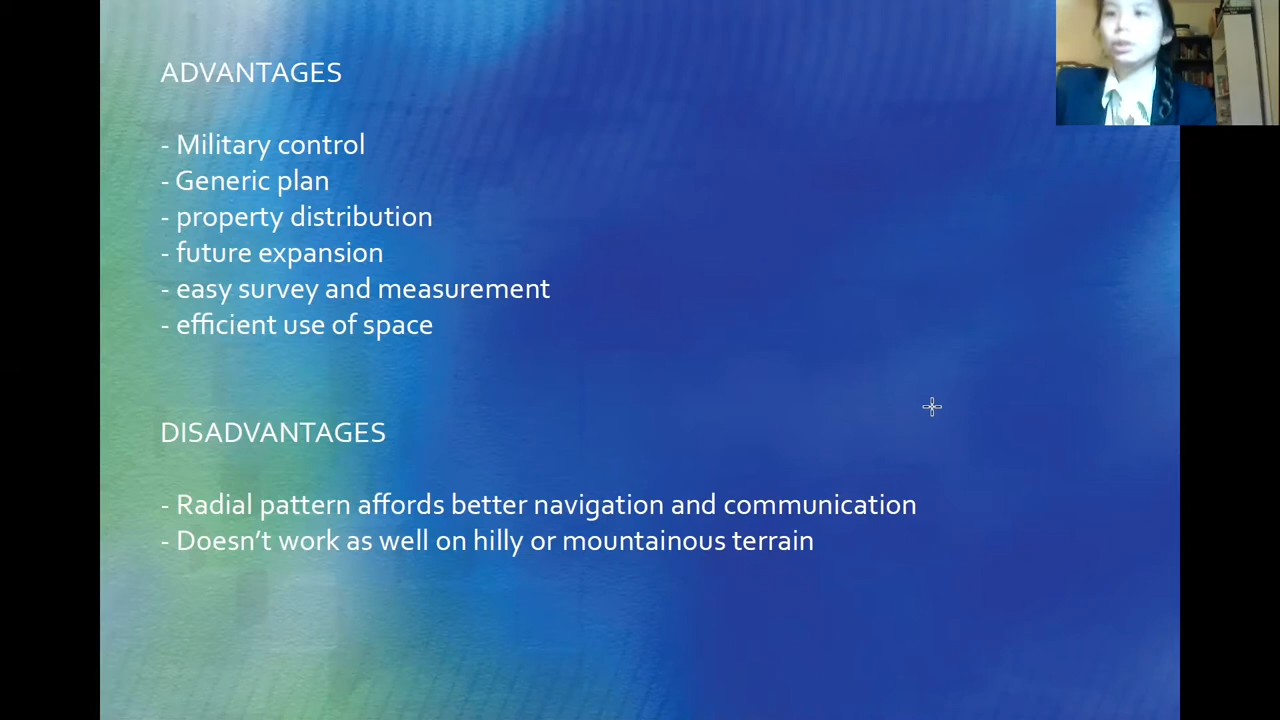 ADVANTAGES
- Military control
- Generic plan
- property distribution
- future expansion
- easy survey and measurement
- efficient use of space
DISADVANTAGES
- Radial pattern affords better navigation and communication
- Doesn’t work as well on hilly or mountainous terrain